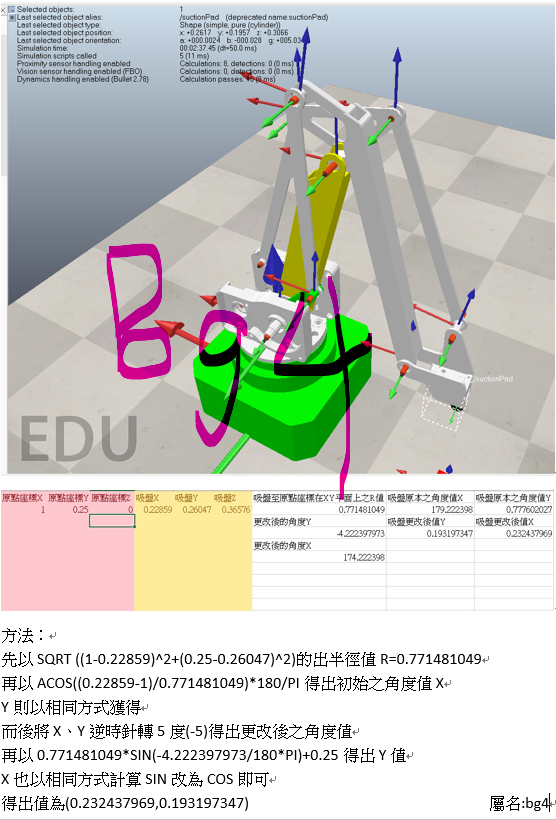 Selected objects: 1
Last selected object alias: /suctionPad (deprecated name:suctionPad)
Last selected object type: Shape (simple, pure (cylinder))
Last selected object position: x: +0.2617 y: +0.1957 z: +0.3066
Last selected object orientation: a: +000.0024 b: -000.028 g: +005.03
Simulation time: 00:02:37.45 (dt=50.0 ms)
Simulation scripts called 5 (11 ms)
Proximity sensor handling enabled Calculations: 8, detections: 0 (0 ms)
Vision sensor handling enabled (FBO) Calculations: 0, detections: 0 (0 ms)
Dynamics handling enabled (Bullet 2.78) Calculation passes: 10 (8 ms)
Bg4
/suctionPad
EDU
原點座標X 原點座標Y 原點座標Z 吸盤X 吸盤Y 吸盤Z 吸盤至原點座標在XY平面上之R值 吸盤原本之角度值X 吸盤原本之角度值Y
1 0.25 0 0.22859 0.26047 0.36576 0.771481049 179.222398 0.777602027
更改後的角度Y 吸盤更改後值Y 吸盤更改後值X
-4.222397973 0.193197347 0.232437969
更改後的角度X
174.222398
方法：
先以 SQRT ((1-0.22859)^2+(0.25-0.26047)^2)的出半徑值 R=0.771481049
再以 ACOS((0.22859-1)/0.771481049)*180/PI 得出初始之角度值 X
Y 則以相同方式獲得
而後將 X、Y 逆時針轉 5 度(-5)得出更改後之角度值
再以 0.771481049*SIN(-4.222397973/180*PI)+0.25 得出 Y 值
X 也以相同方式計算 SIN 改為 COS 即可
得出值為(0.232437969,0.193197347) 屬名:bg4